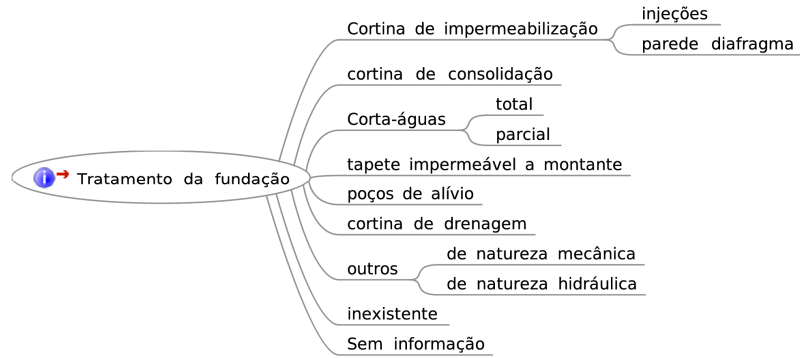 Tratamento da fundação
Cortina de impermeabilização
injeções
parede diafragma
cortina de consolidação
Corta-águas
total
parcial
tapete impermeável a montante
poços de alívio
cortina de drenagem
outros
de natureza mecânica
de natureza hidráulica
inexistente
Sem informação